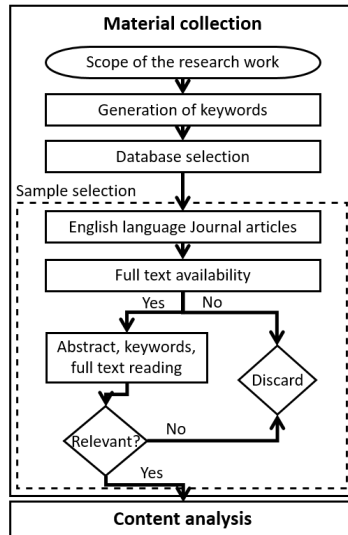 Material collection
Scope of the research work
Generation of keywords
Database selection
Sample selection
English language Journal articles
Full text availability
Yes
No
Abstract, keywords,
full text reading
Discard
Relevant?
No
Yes
Content analysis